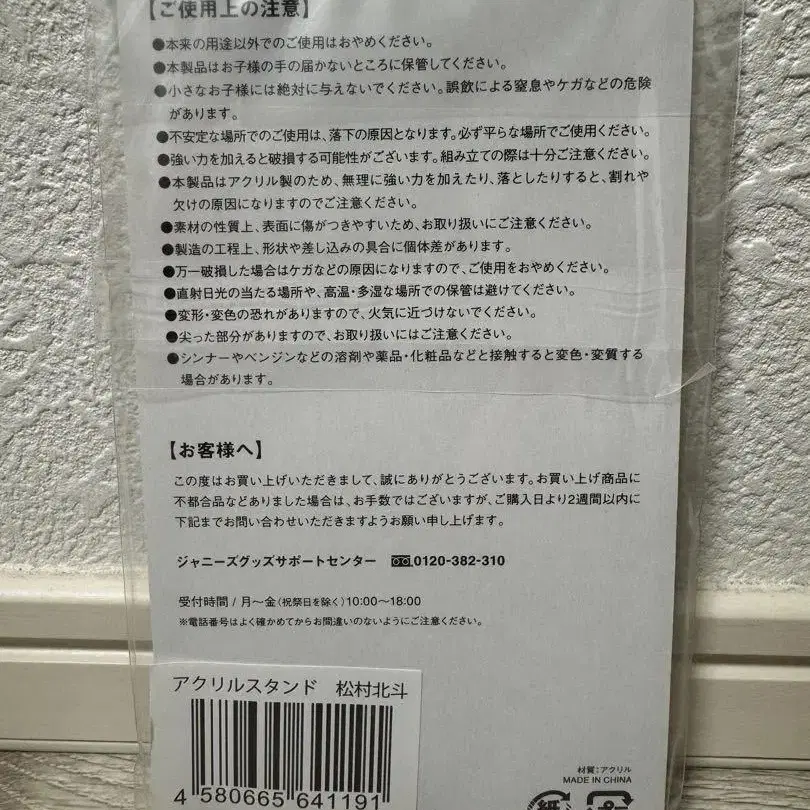 【ご使用上の注意】
●本来の用途以外でのご使用はおやめください。
●本製品はお子様の手の届かないところに保管してください。
●小さなお子様には絶対に与えないでください。誤飲による窒息やケガなどの危険
があります。
●不安定な場所でのご使用は、落下の原因となります。必ず平らな場所でご使用ください。
●強い力を加えると破損する可能性がございます。組み立ての際は十分ご注意ください。
●本製品はアクリル製のため、無理に強い力を加えたり、落としたりすると、割れや
欠けの原因になりますのでご注意ください。
●素材の性質上、表面に傷がつきやすいため、お取り扱いにご注意ください。
●製造の工程上、形状や差し込みの具合に個体差があります。
●万一破損した場合はケガなどの原因になりますので、ご使用をおやめください。
●直射日光の当たる場所や、高温・多湿な場所での保管は避けてください。
●変形・変色の恐れがありますので、火気に近づけないでください。
●尖った部分がありますので、お取り扱いにはご注意ください。
●シンナーやベンジンなどの溶剤や薬品・化粧品などと接触すると変色・変質する
場合があります。
【お客様へ】
この度はお買い上げいただきまして、誠にありがとうございます。お買い上げ商品に
不都合品などありました場合は、お手数ではございますが、ご購入日より2週間以内に
下記までお問い合わせいただきますようお願い申し上げます。
ジャニーズグッズサポートセンター 0120-382-310
受付時間 / 月～金(祝祭日を除く)10:00～18:00
※電話番号はよく確かめてからお間違いのないようにご注意ください。
アクリルスタンド 松村北斗
4 580665 641191
材質:アクリル
MADE IN CHINA
紙